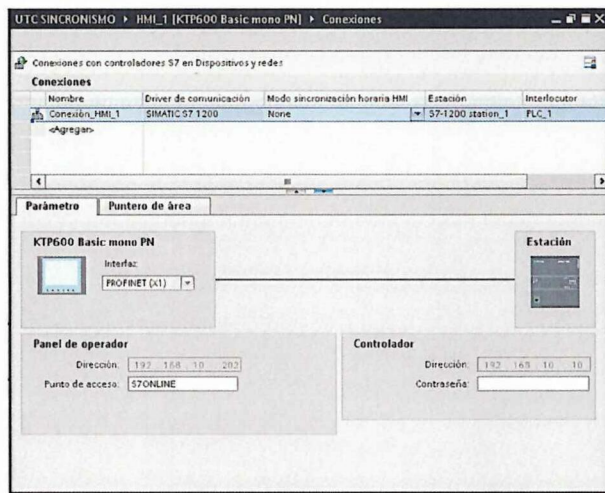 UTC SINCRONISMO ▸ HMI_1 [KTP600 Basic mono PN] ▸ Conexiones
Conexiones con controladores S7 en Dispositivos y redes
Conexiones
Nombre Driver de comunicación Modo sincronización horaria HMI Estación Interlocutor
Conexión_HMI_1 SIMATIC S7 1200 None S7-1200 station_1 PLC_1
<Agregar>
Parámetro Puntero de área
KTP600 Basic mono PN Estación
Interfaz:
PROFINET (X1)
Panel de operador Controlador
Dirección: 192 . 168 . 10 . 202 Dirección: 192 . 168 . 10 . 10
Punto de acceso: S7ONLINE Contraseña: